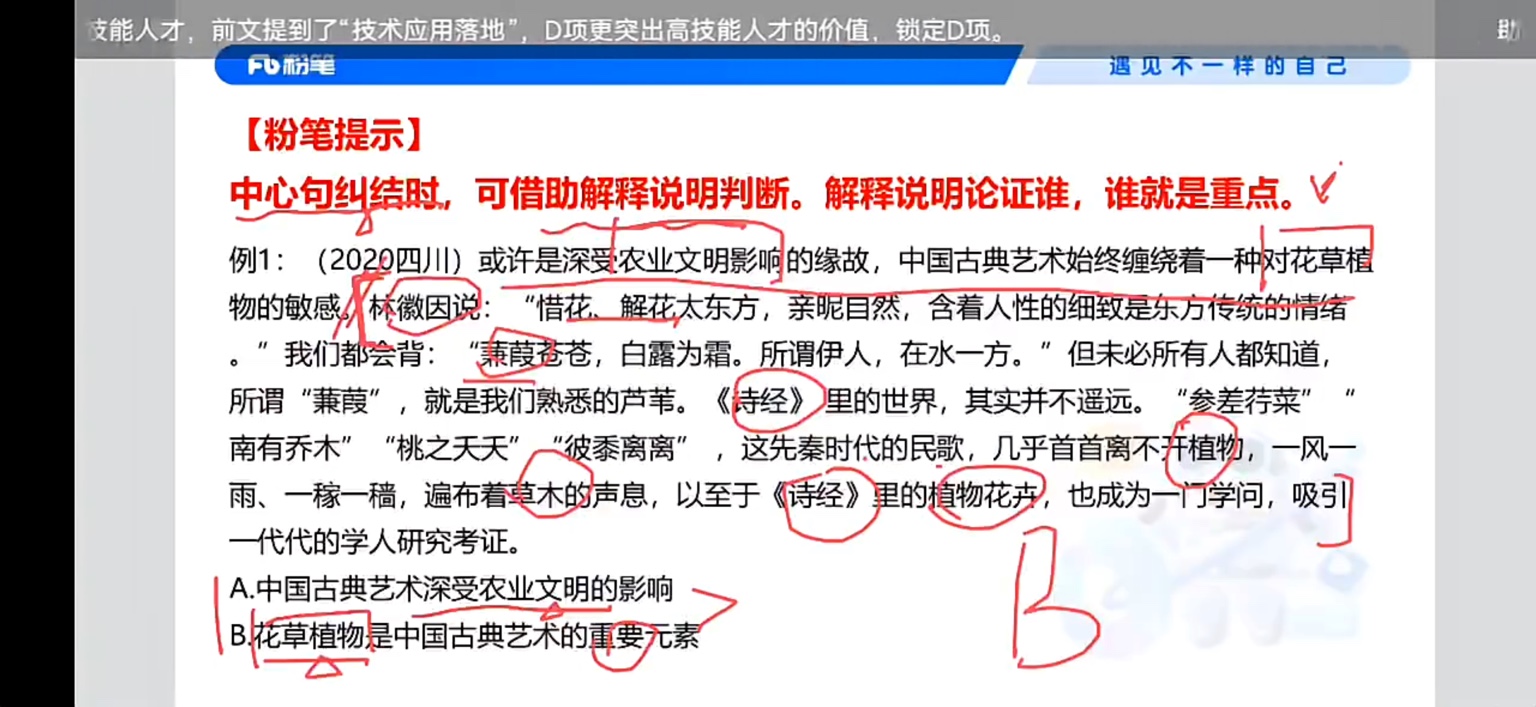 技能人才，前文提到了“技术应用落地”，D项更突出高技能人才的价值，锁定D项。 助
Fb粉笔 遇见不一样的自己
【粉笔提示】
中心句纠结时，可借助解释说明判断。解释说明论证谁，谁就是重点。
例1：（2020四川）或许是深受农业文明影响的缘故，中国古典艺术始终缠绕着一种对花草植
物的敏感。林徽因说：“惜花、解花太东方，亲昵自然，含着人性的细致是东方传统的情绪
。”我们都会背：“蒹葭苍苍，白露为霜。所谓伊人，在水一方。”但未必所有人都知道，
所谓“蒹葭”，就是我们熟悉的芦苇。《诗经》里的世界，其实并不遥远。“参差荇菜”“
南有乔木”“桃之夭夭”“彼黍离离”，这先秦时代的民歌，几乎首首离不开植物，一风一
雨、一稼一穑，遍布着草木的声息，以至于《诗经》里的植物花卉，也成为一门学问，吸引
一代代的学人研究考证。
A.中国古典艺术深受农业文明的影响
B.花草植物是中国古典艺术的重要元素
B